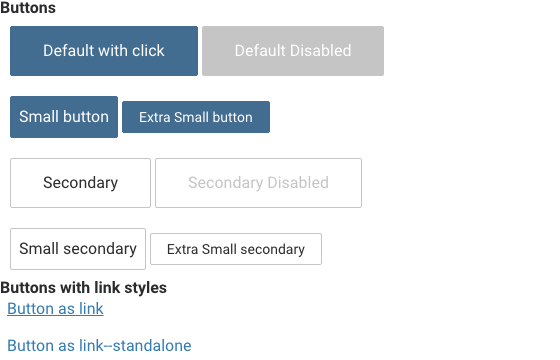 Buttons
Default with click Default Disabled
Small button Extra Small button
Secondary Secondary Disabled
Small secondary Extra Small secondary
Buttons with link styles
Button as link
Button as link--standalone